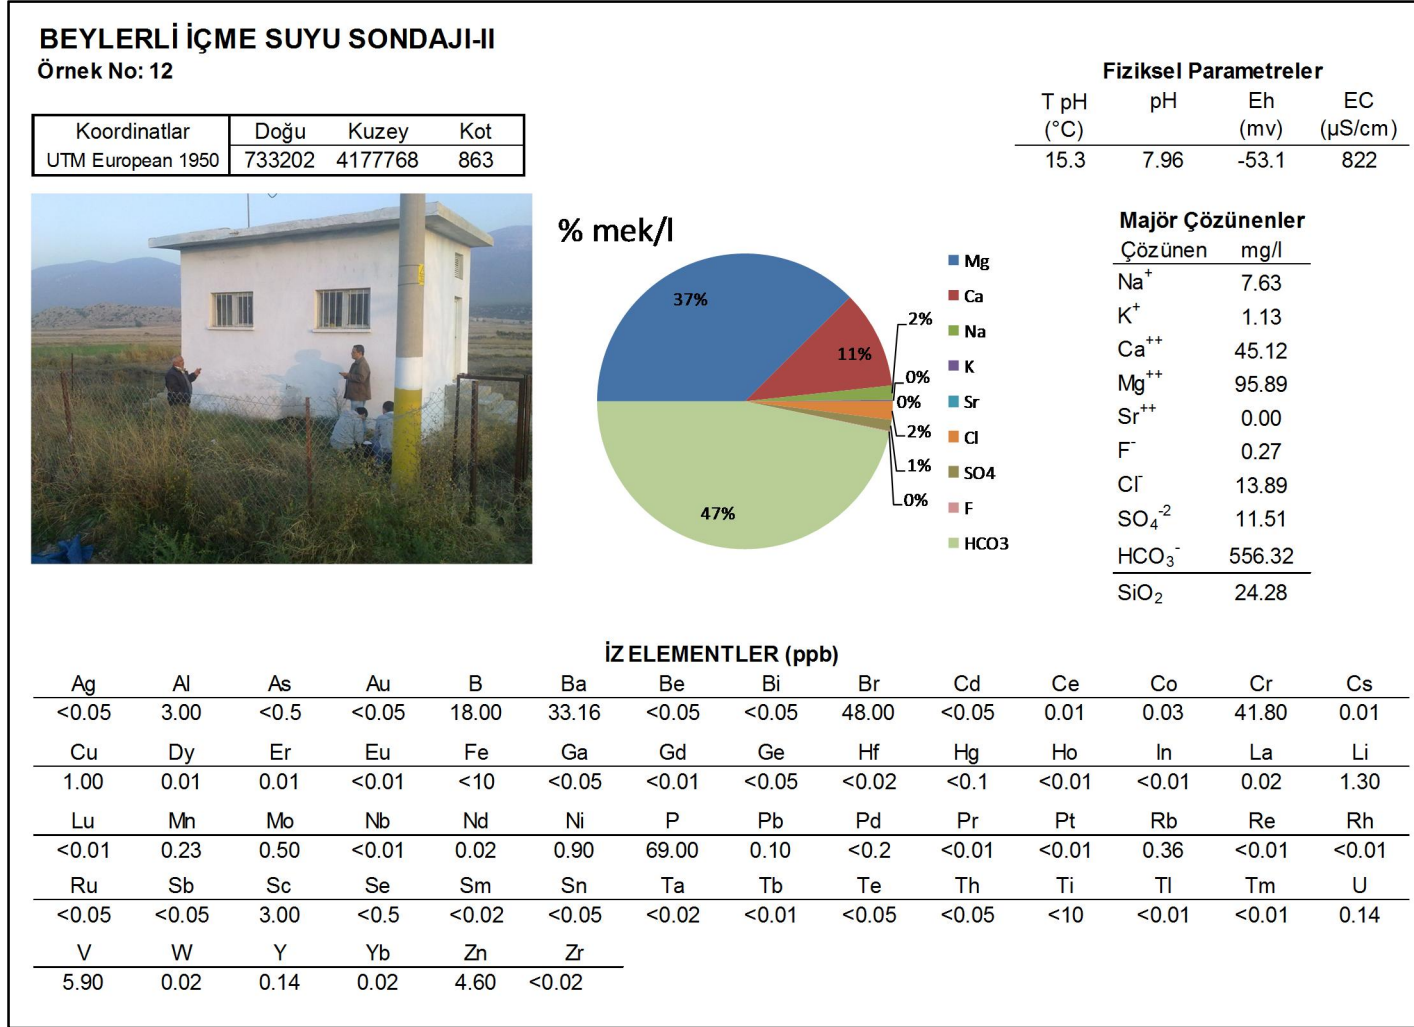 BEYLERLİ İÇME SUYU SONDAJI-II
Örnek No: 12
Koordinatlar Doğu Kuzey Kot
UTM European 1950 733202 4177768 863
Fiziksel Parametreler
T pH pH Eh EC
(°C) (mv) (µS/cm)
15.3 7.96 -53.1 822
% mek/l
37%
11%
2%
0%
0%
2%
1%
0%
47%
Mg
Ca
Na
K
Sr
Cl
SO4
F
HCO3
Majör Çözünenler
Çözünen mg/l
Na⁺ 7.63
K⁺ 1.13
Ca⁺⁺ 45.12
Mg⁺⁺ 95.89
Sr⁺⁺ 0.00
F⁻ 0.27
Cl⁻ 13.89
SO₄⁻² 11.51
HCO₃⁻ 556.32
SiO₂ 24.28
İZ ELEMENTLER (ppb)
Ag Al As Au B Ba Be Bi Br Cd Ce Co Cr Cs
<0.05 3.00 <0.5 <0.05 18.00 33.16 <0.05 <0.05 48.00 <0.05 0.01 0.03 41.80 0.01
Cu Dy Er Eu Fe Ga Gd Ge Hf Hg Ho In La Li
1.00 0.01 0.01 <0.01 <10 <0.05 <0.01 <0.05 <0.02 <0.1 <0.01 <0.01 0.02 1.30
Lu Mn Mo Nb Nd Ni P Pb Pd Pr Pt Rb Re Rh
<0.01 0.23 0.50 <0.01 0.02 0.90 69.00 0.10 <0.2 <0.01 <0.01 0.36 <0.01 <0.01
Ru Sb Sc Se Sm Sn Ta Tb Te Th Ti Tl Tm U
<0.05 <0.05 3.00 <0.5 <0.02 <0.05 <0.02 <0.01 <0.05 <0.05 <10 <0.01 <0.01 0.14
V W Y Yb Zn Zr
5.90 0.02 0.14 0.02 4.60 <0.02